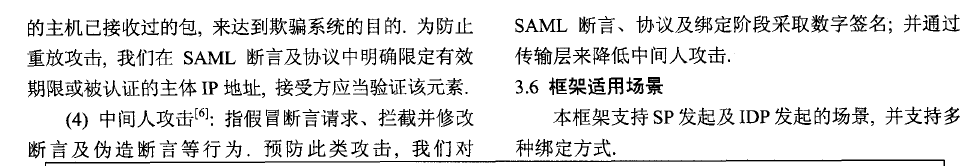 的主机已接收过的包, 来达到欺骗系统的目的. 为防止
重放攻击, 我们在 SAML 断言及协议中明确限定有效
期限或被认证的主体 IP 地址, 接受方应当验证该元素.
(4) 中间人攻击[6]: 指假冒断言请求、拦截并修改
断言及伪造断言等行为. 预防此类攻击, 我们对
SAML 断言、协议及绑定阶段采取数字签名; 并通过
传输层来降低中间人攻击.
3.6 框架适用场景
本框架支持 SP 发起及 IDP 发起的场景, 并支持多
种绑定方式.